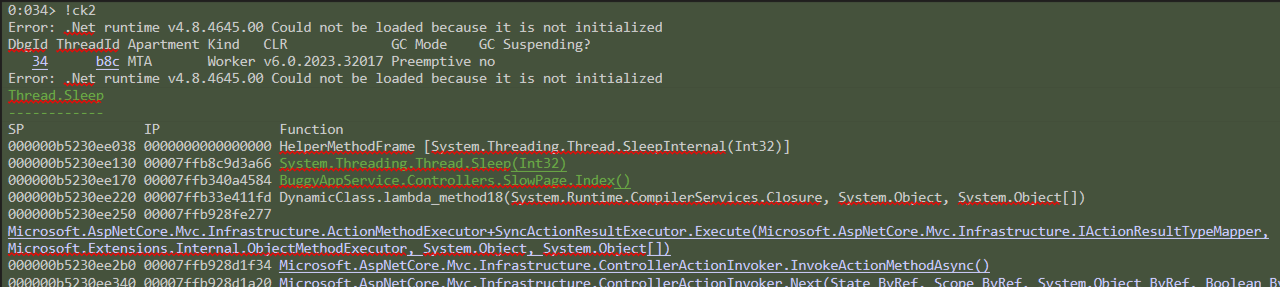 0:034> !ck2
Error: .Net runtime v4.8.4645.00 Could not be loaded because it is not initialized
DbgId ThreadId Apartment Kind   CLR             GC Mode    GC Suspending?
   34      b8c MTA       Worker v6.0.2023.32017 Preemptive no
Error: .Net runtime v4.8.4645.00 Could not be loaded because it is not initialized
Thread.Sleep
------------
SP               IP               Function
000000b5230ee038 0000000000000000 HelperMethodFrame [System.Threading.Thread.SleepInternal(Int32)]
000000b5230ee130 00007ffb8c9d3a66 System.Threading.Thread.Sleep(Int32)
000000b5230ee170 00007ffb340a4584 BuggyAppService.Controllers.SlowPage.Index()
000000b5230ee220 00007ffb33e411fd DynamicClass.lambda_method18(System.Runtime.CompilerServices.Closure, System.Object, System.Object[])
000000b5230ee250 00007ffb928fe277
Microsoft.AspNetCore.Mvc.Infrastructure.ActionMethodExecutor+SyncActionResultExecutor.Execute(Microsoft.AspNetCore.Mvc.Infrastructure.IActionResultTypeMapper,
Microsoft.Extensions.Internal.ObjectMethodExecutor, System.Object, System.Object[])
000000b5230ee2b0 00007ffb928d1f34 Microsoft.AspNetCore.Mvc.Infrastructure.ControllerActionInvoker.InvokeActionMethodAsync()
000000b5230ee340 00007ffb928d1a20 Microsoft.AspNetCore.Mvc.Infrastructure.ControllerActionInvoker.Next(State ByRef, Scope ByRef, System.Object ByRef, Boolean